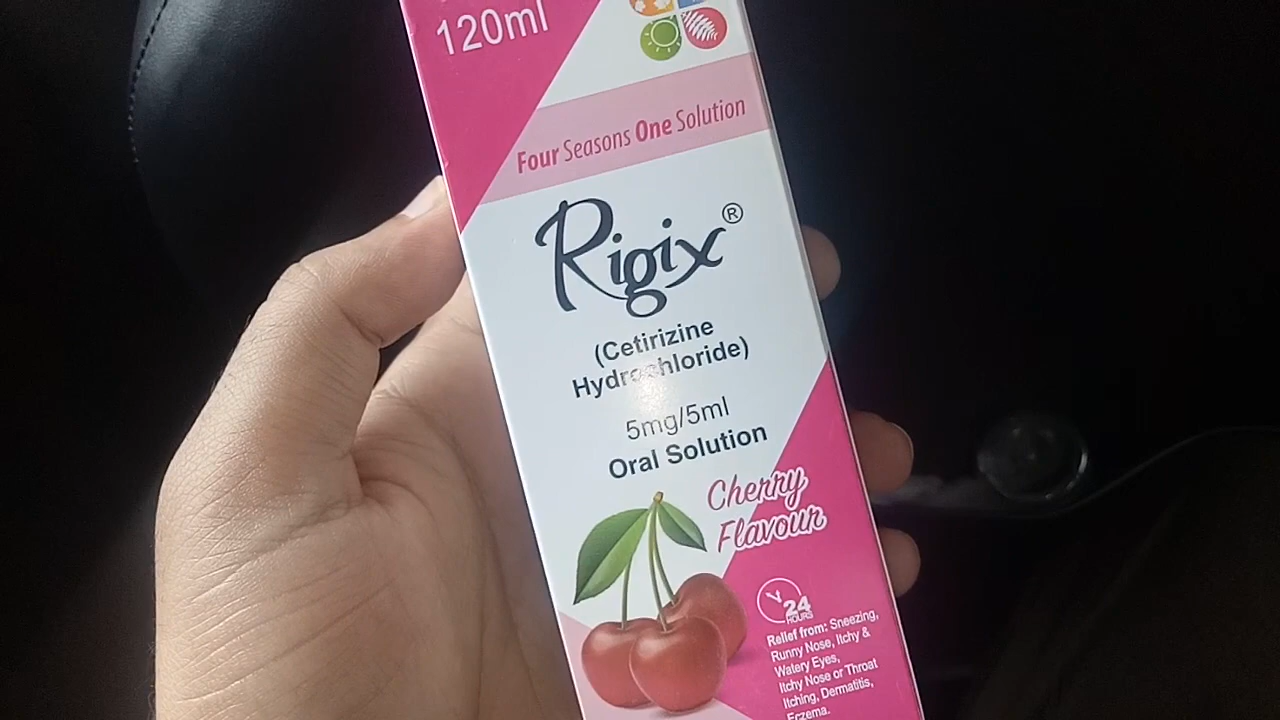 120ml
Four Seasons One Solution
Rigix®
(Cetirizine
Hydrochloride)
5mg/5ml
Oral Solution
Cherry
Flavour
24
HOURS
Relief from: Sneezing,
Runny Nose, Itchy &
Watery Eyes,
Itchy Nose or Throat
Itching, Dermatitis,
Eczema.